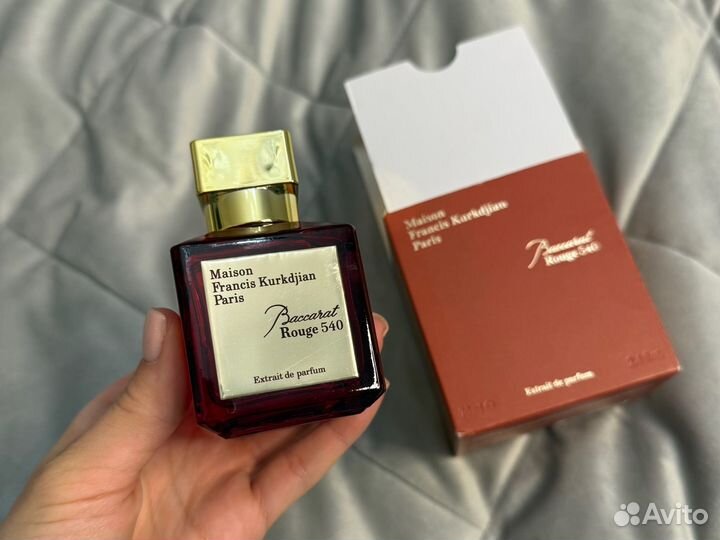 Maison
Francis Kurkdjian
Paris
Baccarat
Rouge 540
Extrait de parfum
Maison
Francis Kurkdjian
Paris
Baccarat
Rouge 540
Extrait de parfum
Avito